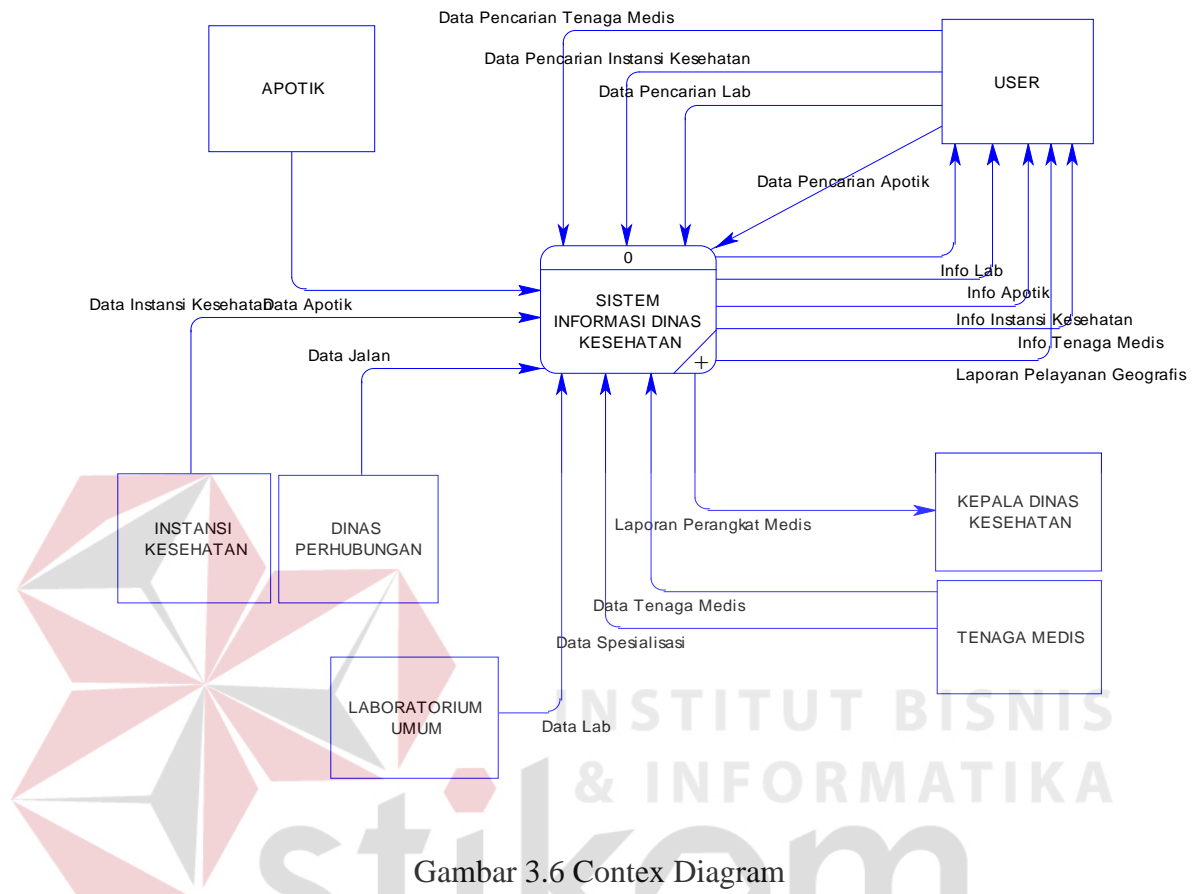 Data Pencarian Tenaga Medis
APOTIK
Data Pencarian Instansi Kesehatan
USER
Data Pencarian Lab
Data Pencarian Apotik
0
SISTEM
INFORMASI DINAS
KESEHATAN
+
Data Instansi Kesehatan
Data Apotik
Data Jalan
Info Lab
Info Apotik
Info Instansi Kesehatan
Info Tenaga Medis
Laporan Pelayanan Geografis
INSTANSI
KESEHATAN
DINAS
PERHUBUNGAN
Laporan Perangkat Medis
KEPALA DINAS
KESEHATAN
Data Tenaga Medis
Data Spesialisasi
TENAGA MEDIS
LABORATORIUM
UMUM
Data Lab
INSTITUT BISNIS
& INFORMATIKA
stikom
Gambar 3.6 Contex Diagram